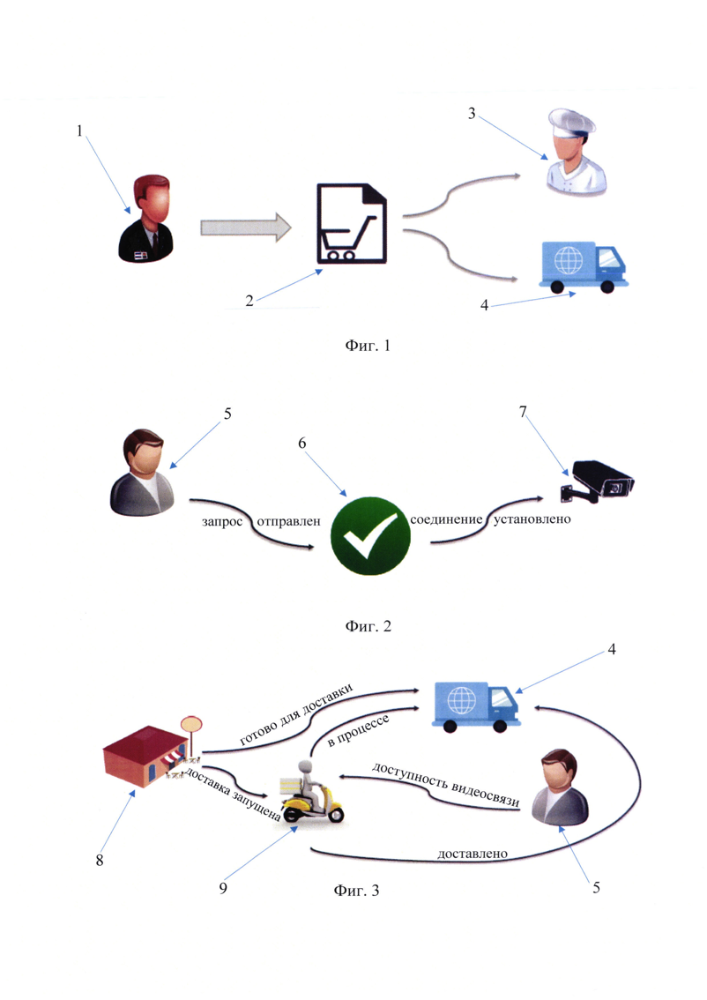 1
3
2
4
Фиг. 1
5
6
7
запрос отправлен
соединение установлено
Фиг. 2
4
готово для доставки
в процессе
доставка запущена
доступность видеосвязи
доставлено
8
9
5
Фиг. 3